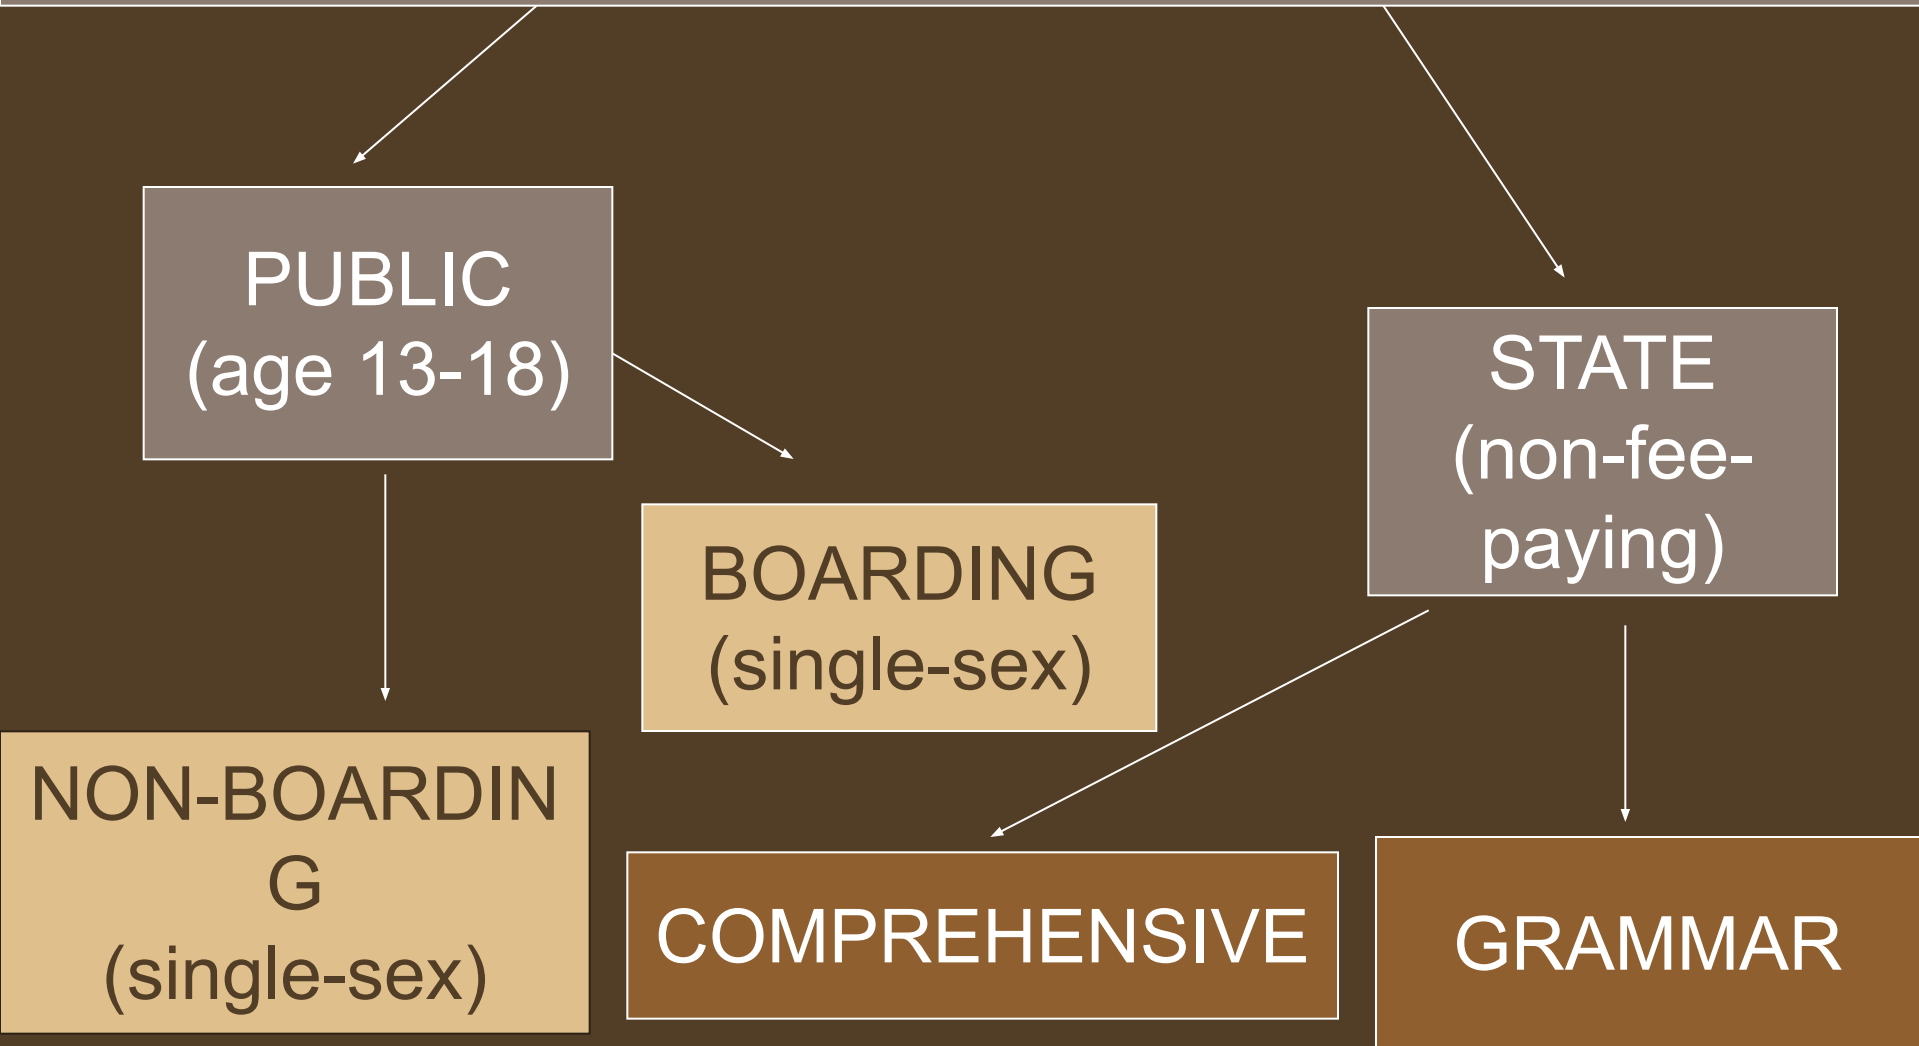 PUBLIC
(age 13-18)
STATE
(non-fee-
paying)
BOARDING
(single-sex)
NON-BOARDIN
G
(single-sex)
COMPREHENSIVE
GRAMMAR